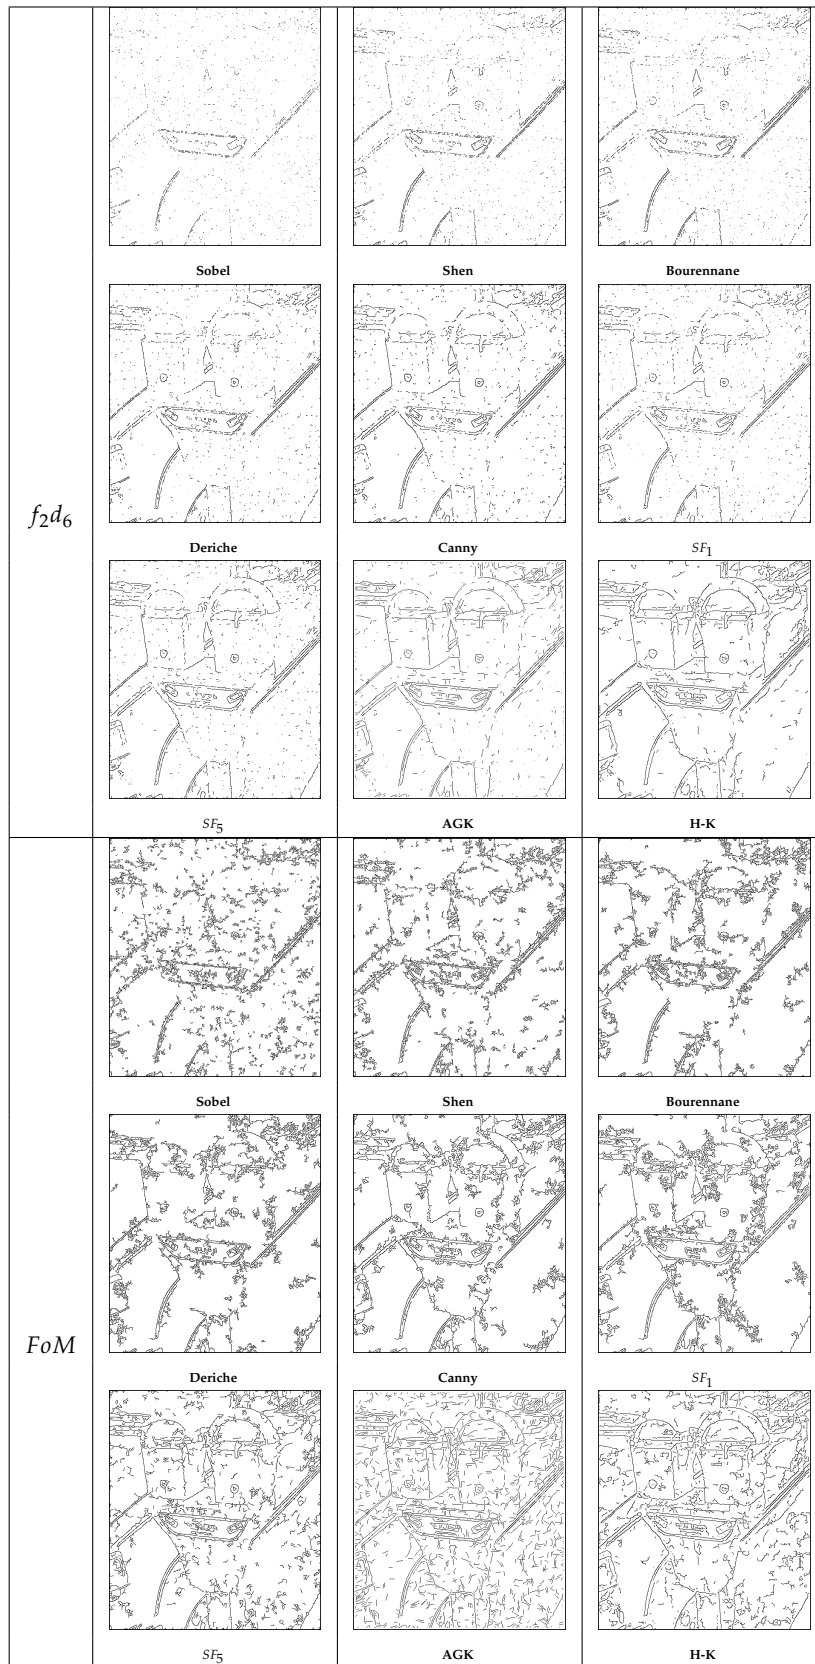 Sobel Shen Bourennane
Deriche Canny SF1
f2d6
SF5 AGK H-K
Sobel Shen Bourennane
Deriche Canny SF1
FoM
SF5 AGK H-K